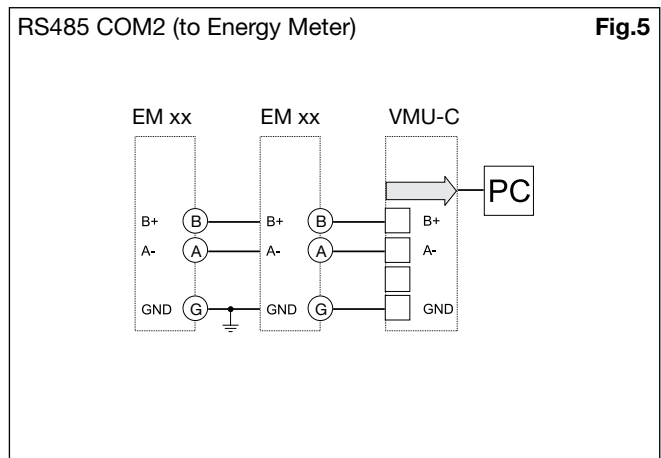 RS485 COM2 (to Energy Meter) Fig.5
EM xx EM xx VMU-C
PC
B+ B B+ B B+
A- A A- A A-
GND G GND G GND